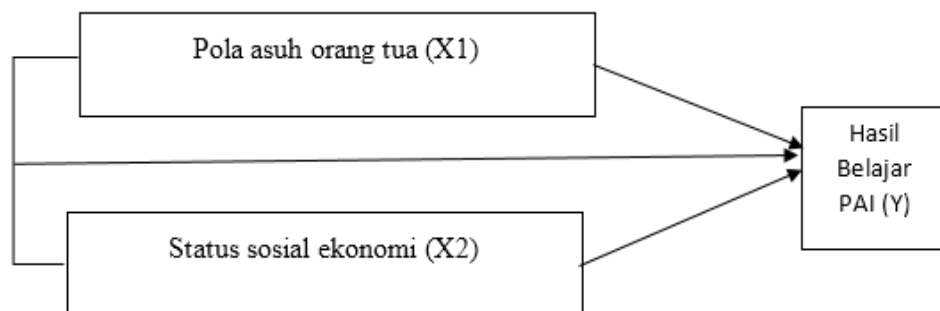 Pola asuh orang tua (X1)
Hasil
Belajar
PAI (Y)
Status sosial ekonomi (X2)